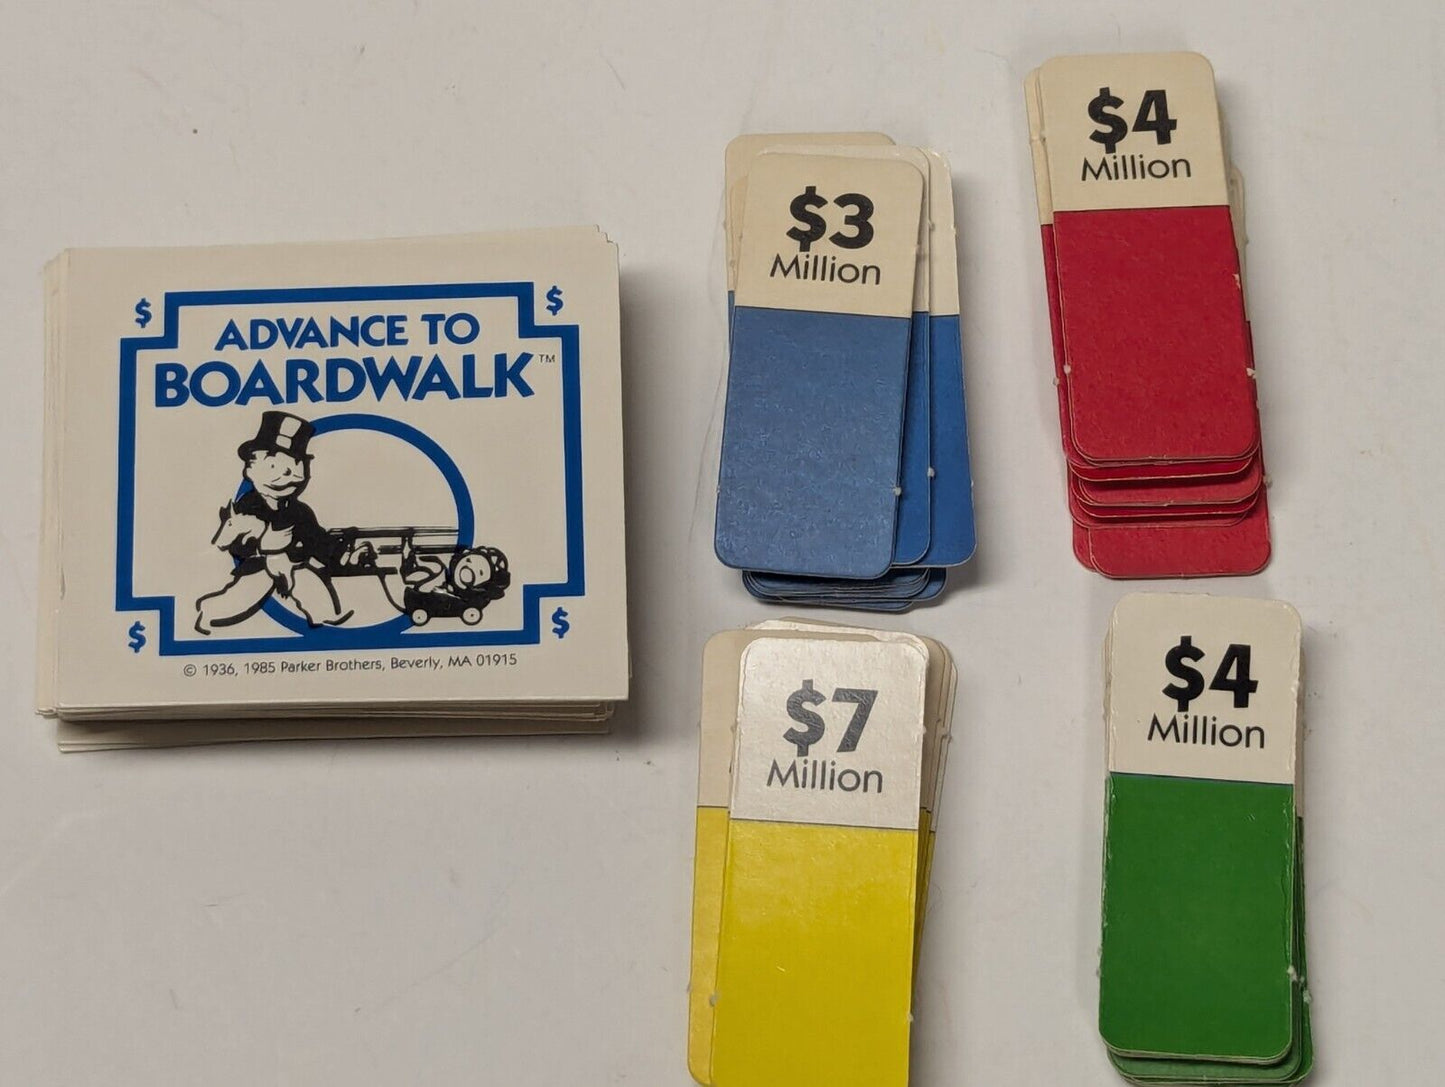 $ $
ADVANCE TO
BOARDWALK™
$ $
© 1936, 1985 Parker Brothers, Beverly, MA 01915
$3
Million
$4
Million
$7
Million
$4
Million